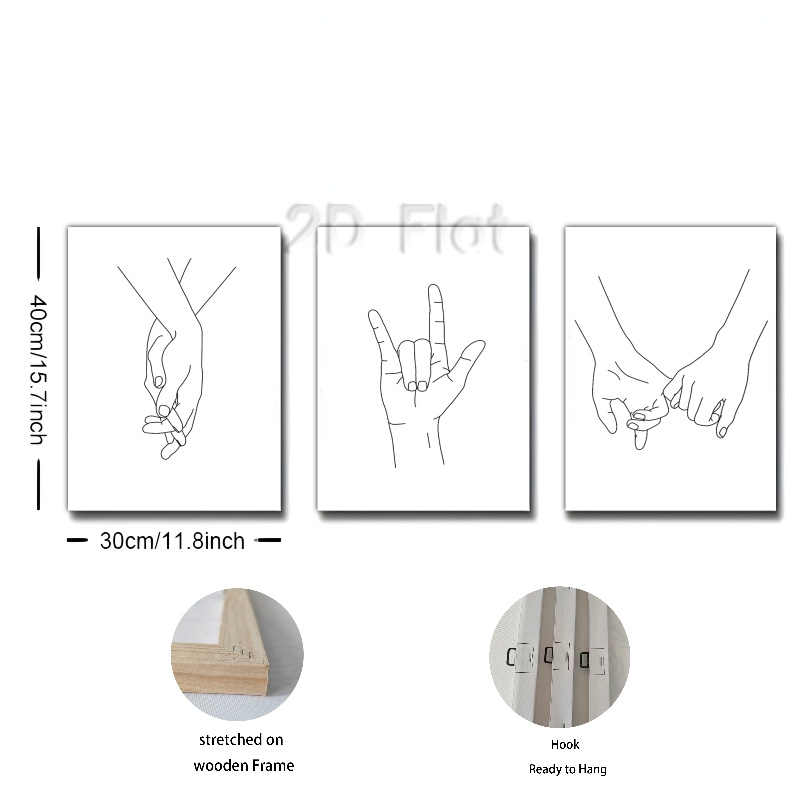 2D Flat
40cm/15.7inch
30cm/11.8inch
stretched on
wooden Frame
Hook
Ready to Hang